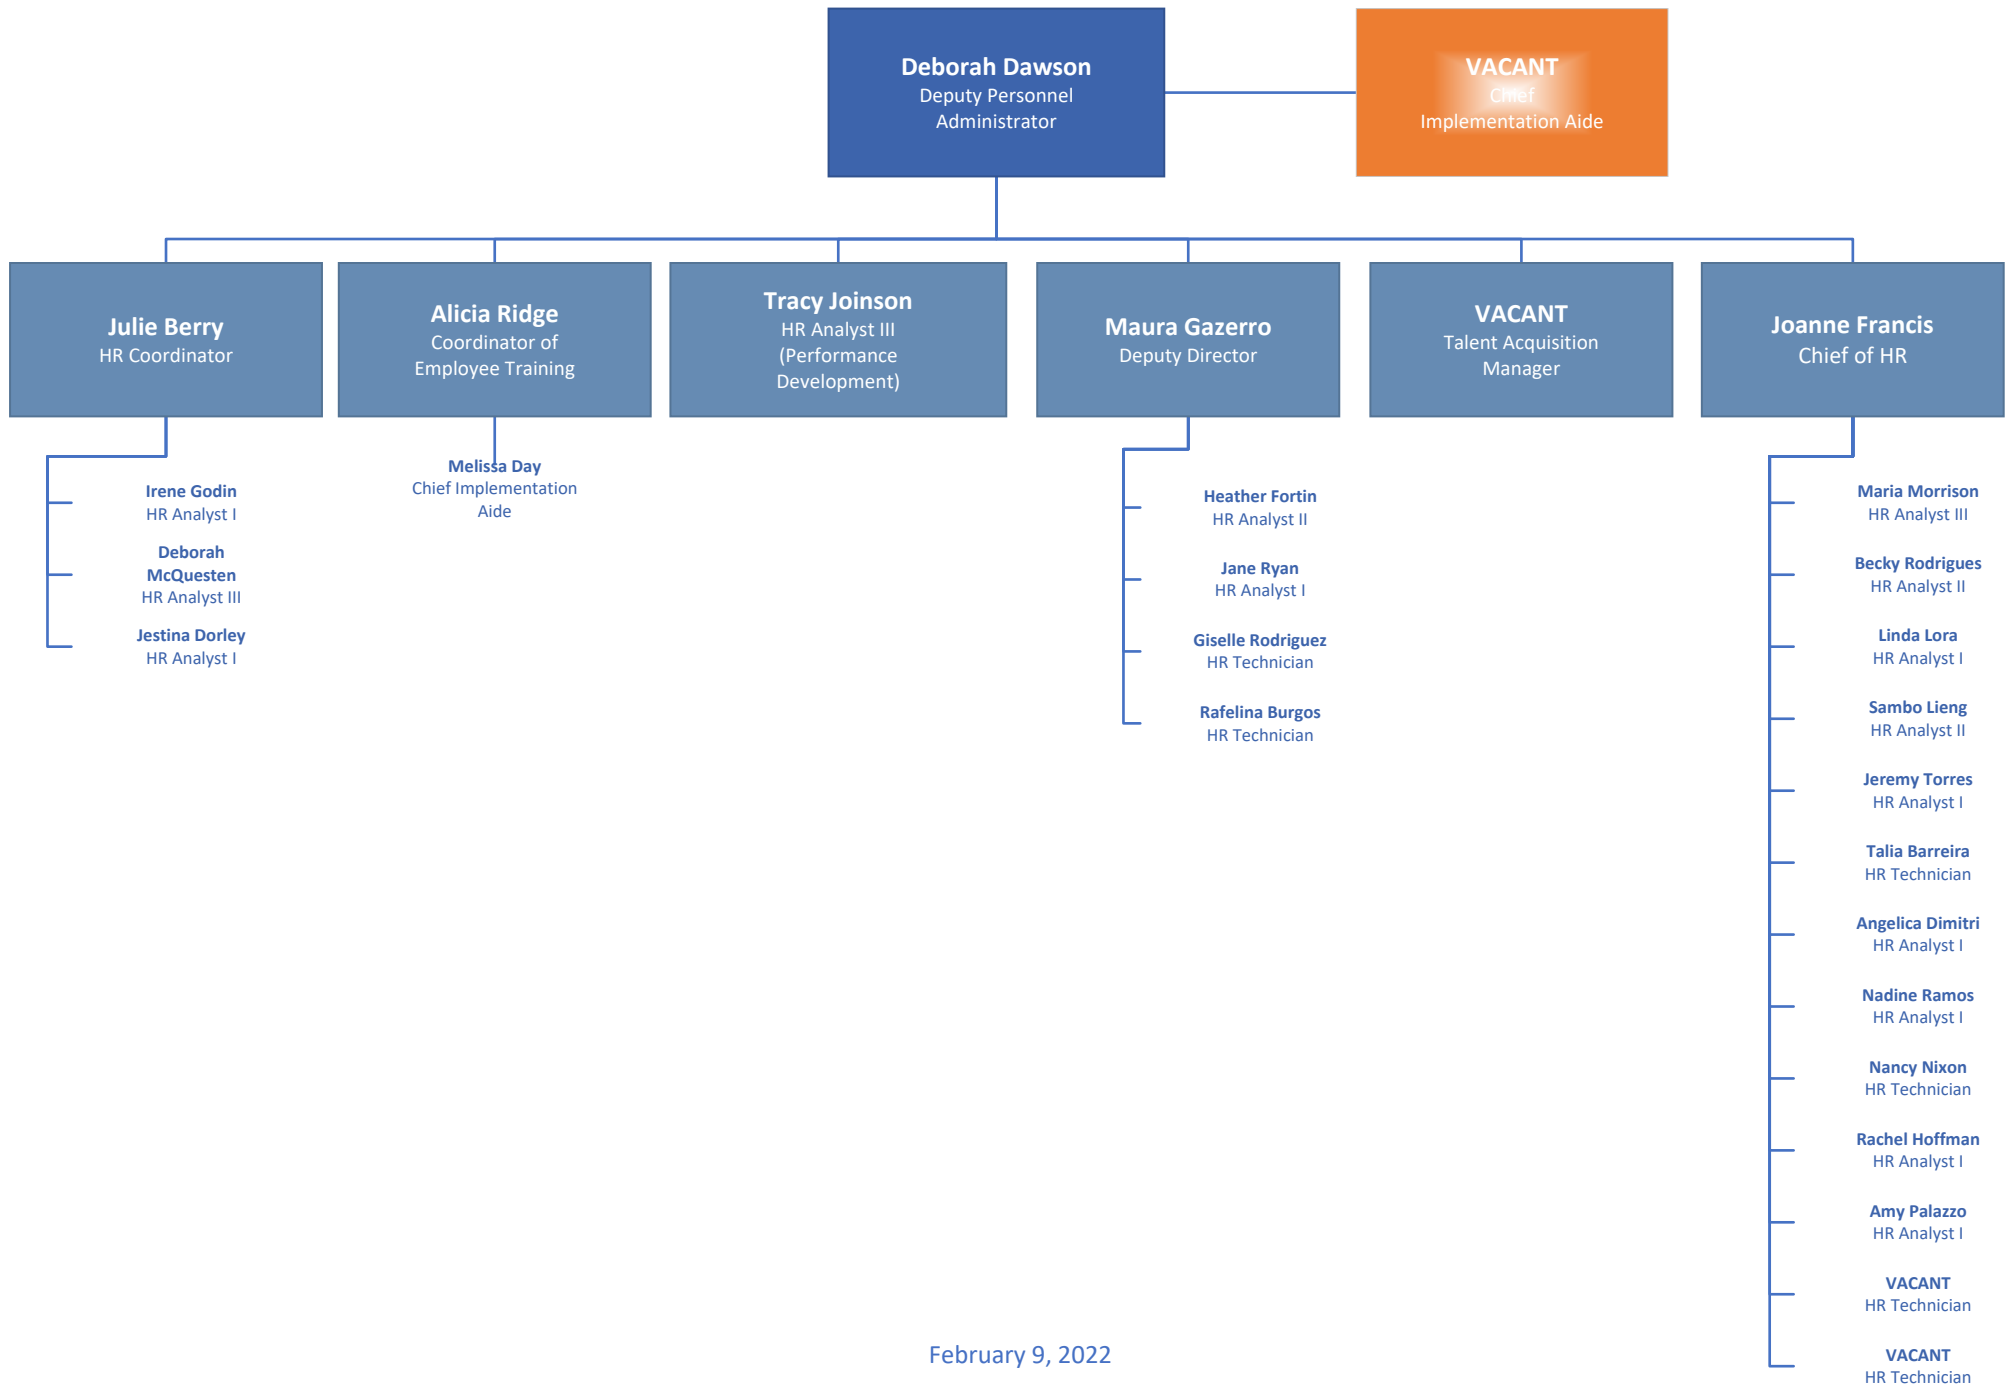 Deborah Dawson
Deputy Personnel
Administrator
VACANT
Chief
Implementation Aide
Julie Berry
HR Coordinator
Alicia Ridge
Coordinator of
Employee Training
Tracy Joinson
HR Analyst III
(Performance
Development)
Maura Gazerro
Deputy Director
VACANT
Talent Acquisition
Manager
Joanne Francis
Chief of HR
Irene Godin
HR Analyst I
Deborah
McQuesten
HR Analyst III
Jestina Dorley
HR Analyst I
Melissa Day
Chief Implementation
Aide
Heather Fortin
HR Analyst II
Jane Ryan
HR Analyst I
Giselle Rodriguez
HR Technician
Rafelina Burgos
HR Technician
Maria Morrison
HR Analyst III
Becky Rodrigues
HR Analyst II
Linda Lora
HR Analyst I
Sambo Lieng
HR Analyst II
Jeremy Torres
HR Analyst I
Talia Barreira
HR Technician
Angelica Dimitri
HR Analyst I
Nadine Ramos
HR Analyst I
Nancy Nixon
HR Technician
Rachel Hoffman
HR Analyst I
Amy Palazzo
HR Analyst I
VACANT
HR Technician
VACANT
HR Technician
February 9, 2022